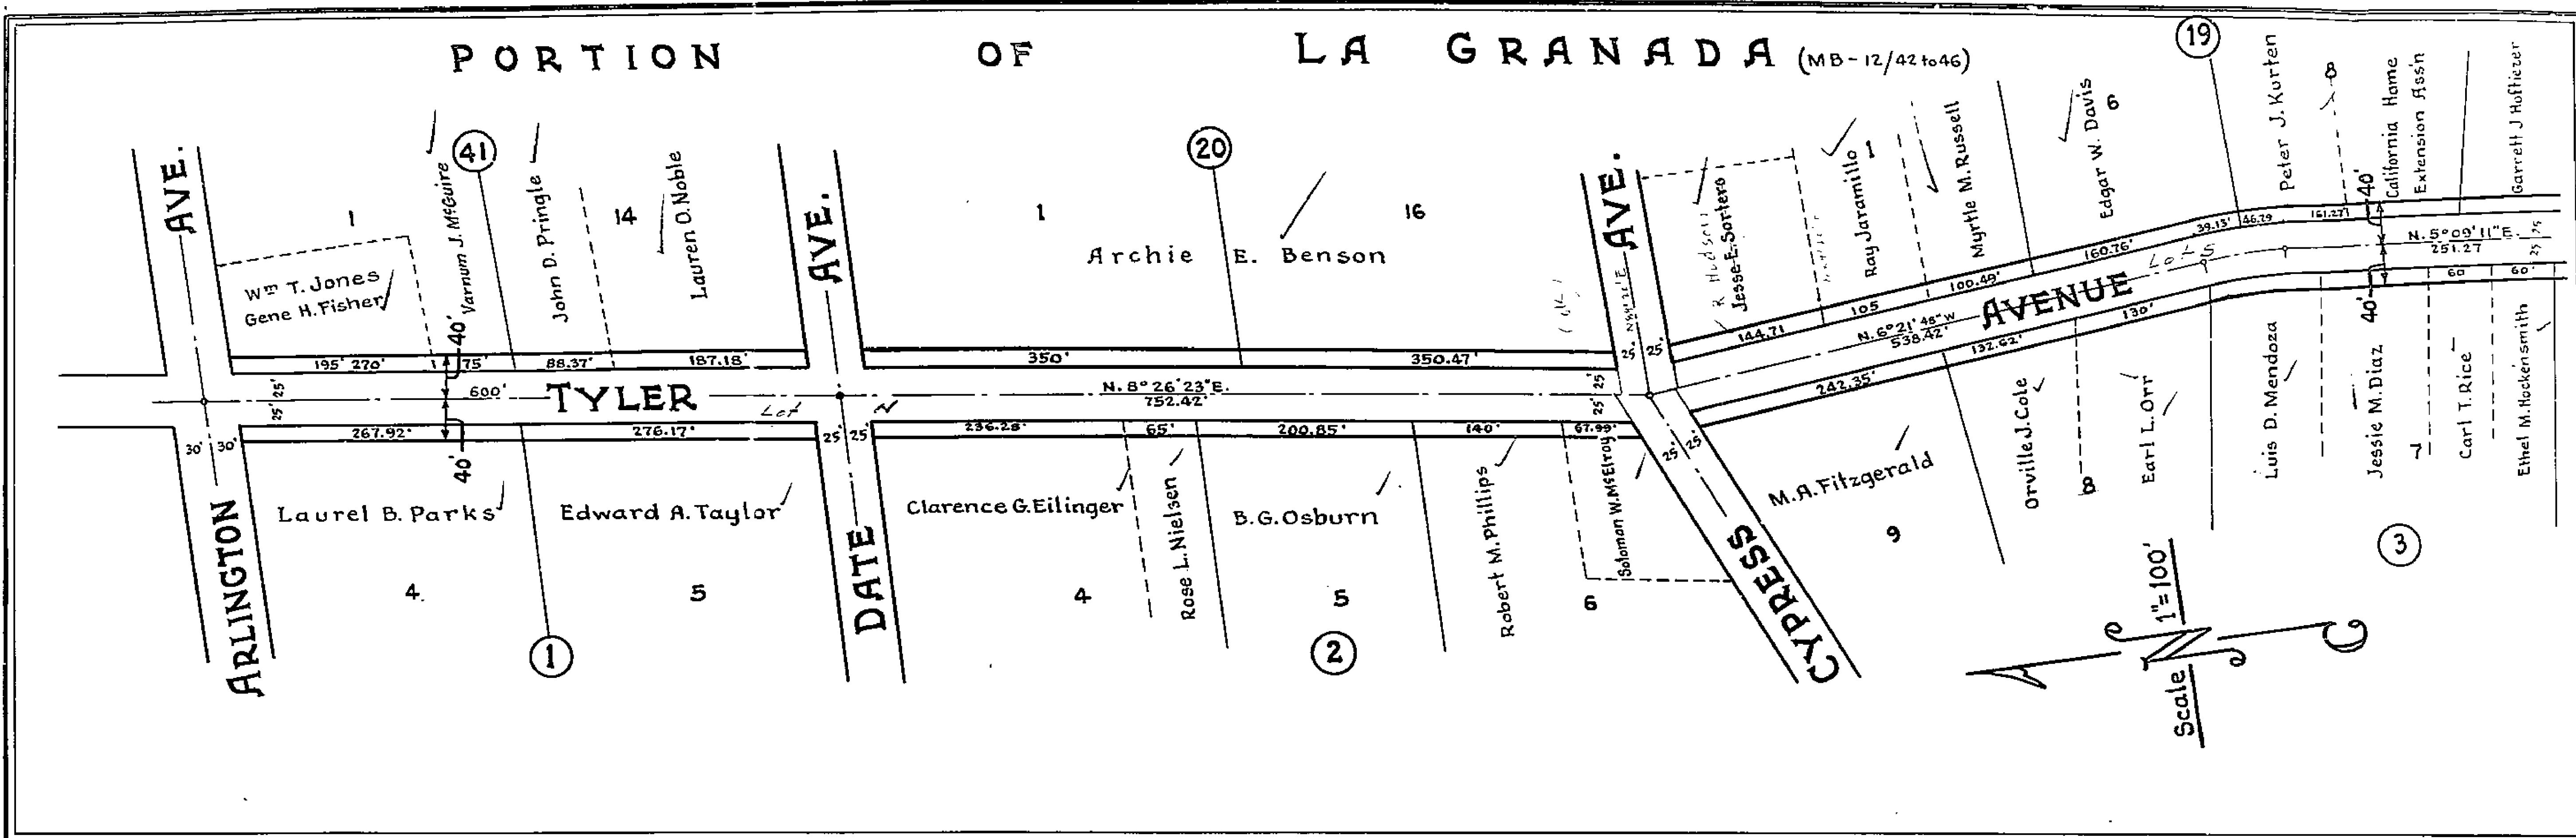 PORTION OF LA GRANADA (MB-12/42 to 46)
AVE.
1
Wm T. Jones
Gene H. Fisher
Varnum J. McGuire
41
John D. Pringle
14
Lauren O. Noble
AVE.
1
20
16
Archie E. Benson
AVE.
Jesse E. Sortero
Ray Jaramillo
1
Myrtle M. Russell
Edgar W. Davis
6
19
Peter J. Kurten
8
California Home
Extension Ass'n
Garrett J Hofticzer
195' 270'
75'
88.37'
187.18'
350'
350.47'
144.71
105
100.49'
160.76'
39.13'
46.79
161.27'
40'
40'
25' 25'
600'
TYLER
Lot N
N. 8° 26' 23" E.
752.42'
25' 25'
25' 25'
N. 6° 21' 45" W
538.42'
AVENUE
Lot S
N. 5° 09' 11" E.
251.27
25 25
30' 30'
267.92'
40'
276.17'
25' 25'
236.28'
65'
200.85'
140'
67.99'
25' 25'
242.35'
132.62'
130'
40'
60
60'
ARLINGTON
Laurel B. Parks
4
Edward A. Taylor
5
1
DATE
Clarence G. Eilinger
4
Rose L. Nielsen
B.G. Osburn
5
2
Robert M. Phillips
Soloman W. McElroy
6
CYPRESS
M.A. Fitzgerald
9
Orville J. Cole
8
Earl L. Orr
Luis D. Mendoza
Jessie M. Diaz
7
Carl T. Rice
Ethel M. Hockensmith
3
N
Scale 1"=100'